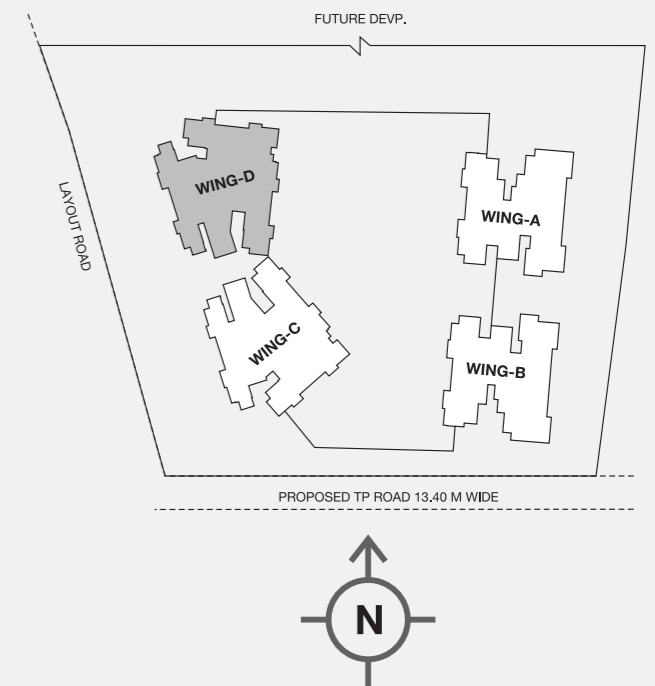 FUTURE DEVP.
WING-D
WING-A
LAYOUT ROAD
WING-C
WING-B
PROPOSED TP ROAD 13.40 M WIDE
N